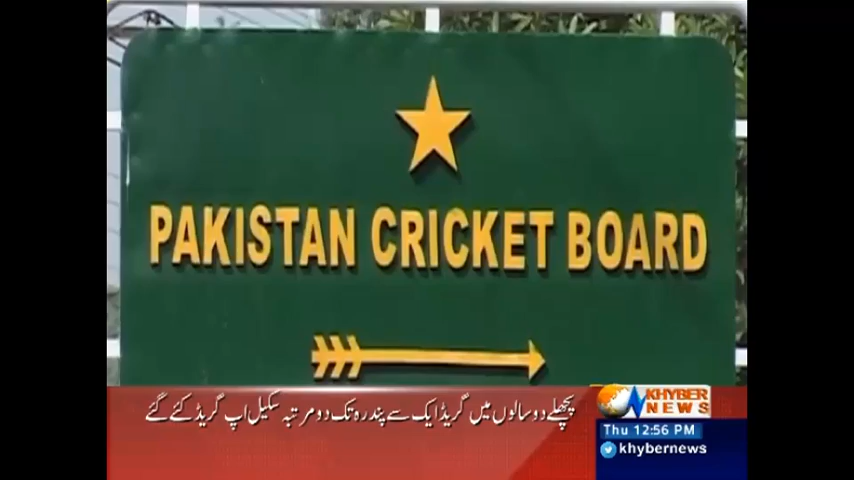 PAKISTAN CRICKET BOARD
پچھلے دو سالوں میں گریڈ ایک سے پندرہ تک دو مرتبہ سکیل اپ گریڈ کئے گئے
KHYBER
NEWS
Thu 12:56 PM
khybernews